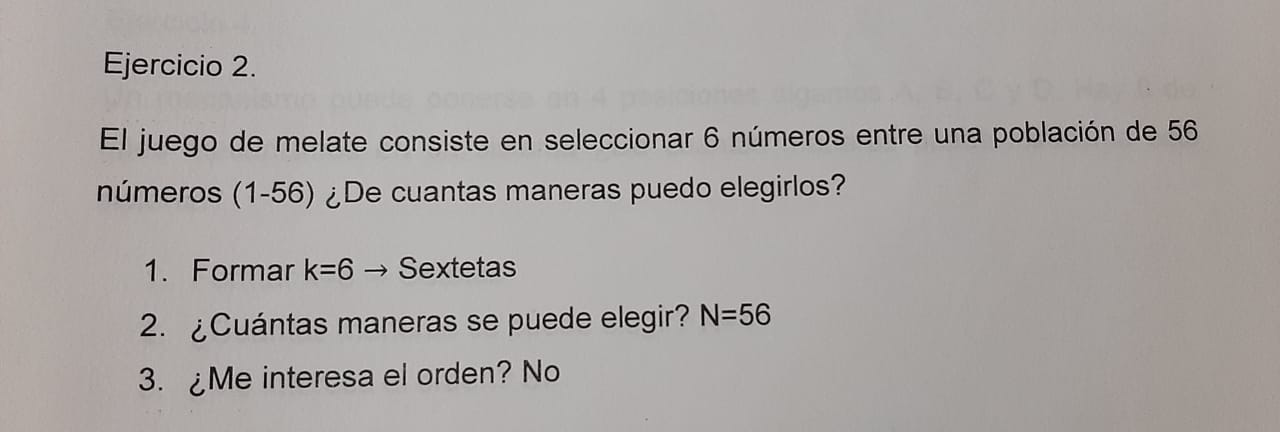 Ejercicio 2.
El juego de melate consiste en seleccionar 6 números entre una población de 56
números (1-56) ¿De cuantas maneras puedo elegirlos?
1. Formar k=6 → Sextetas
2. ¿Cuántas maneras se puede elegir? N=56
3. ¿Me interesa el orden? No